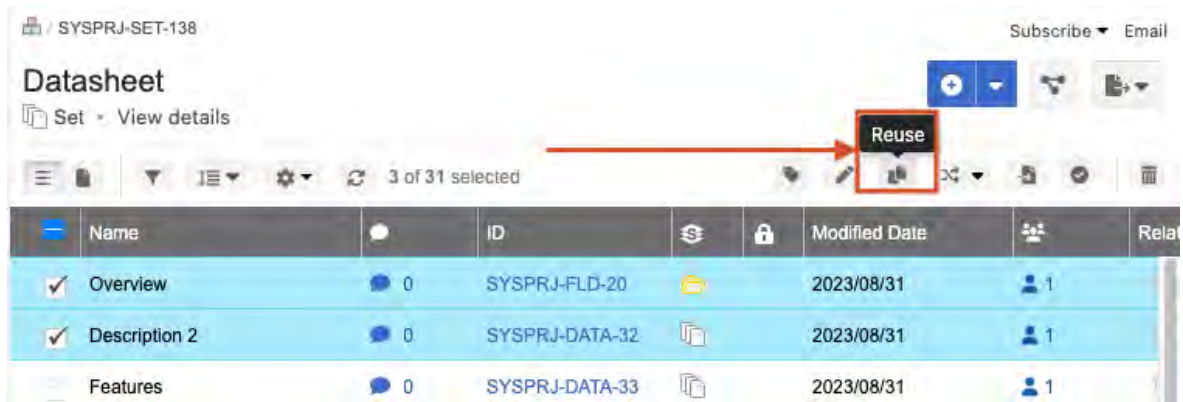 / SYSPRJ-SET-138
Subscribe Email
Datasheet
Set • View details
Reuse
3 of 31 selected
Name ID Modified Date Relat
Overview 0 SYSPRJ-FLD-20 2023/08/31 1
Description 2 0 SYSPRJ-DATA-32 2023/08/31 1
Features 0 SYSPRJ-DATA-33 2023/08/31 1